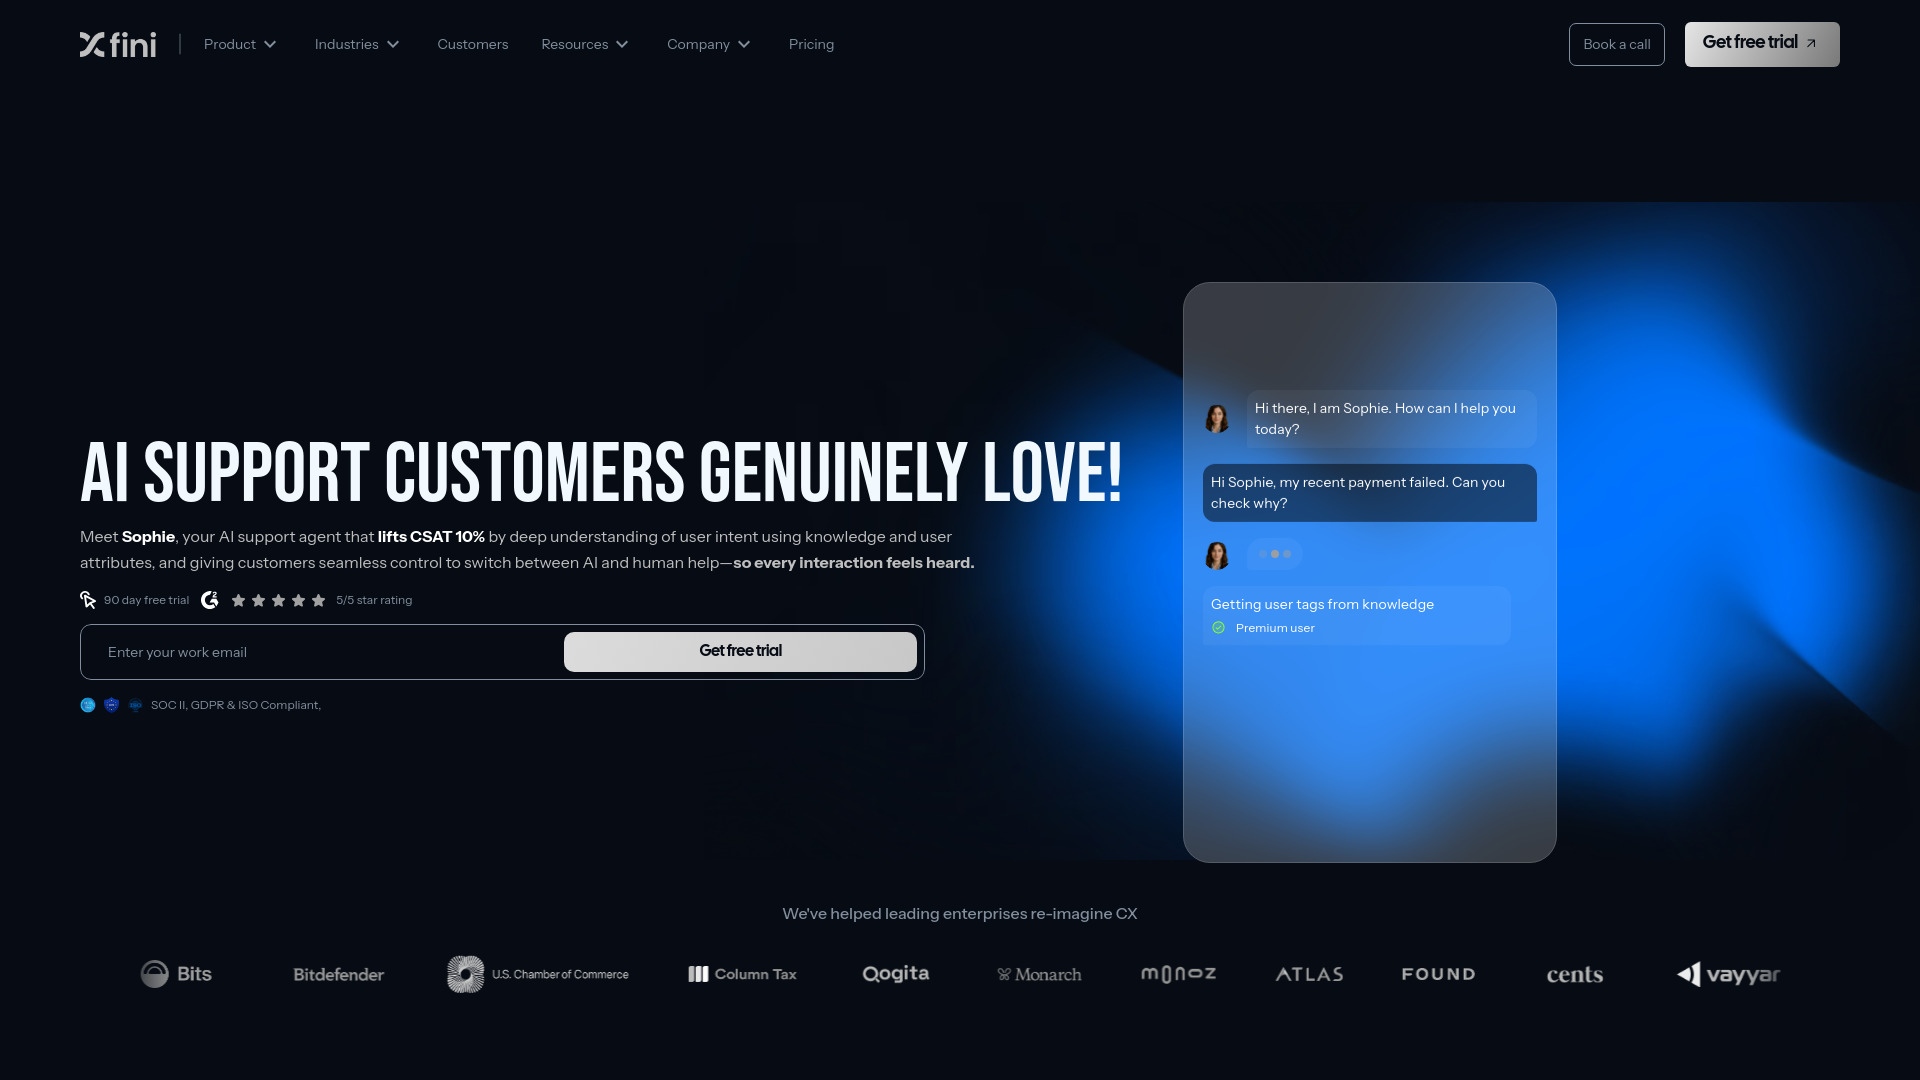 fini
Product
Industries
Customers
Resources
Company
Pricing
Book a call
Get free trial
AI SUPPORT CUSTOMERS GENUINELY LOVE!
Meet Sophie, your AI support agent that lifts CSAT 10% by deep understanding of user intent using knowledge and user
attributes, and giving customers seamless control to switch between AI and human help—so every interaction feels heard.
90 day free trial
5/5 star rating
Enter your work email
Get free trial
SOC II, GDPR & ISO Compliant,
Hi there, I am Sophie. How can I help you
today?
Hi Sophie, my recent payment failed. Can you
check why?
Getting user tags from knowledge
Premium user
We've helped leading enterprises re-imagine CX
Bits
Bitdefender
U.S. Chamber of Commerce
Column Tax
Qogita
Monarch
ATLAS
FOUND
cents
vayyar